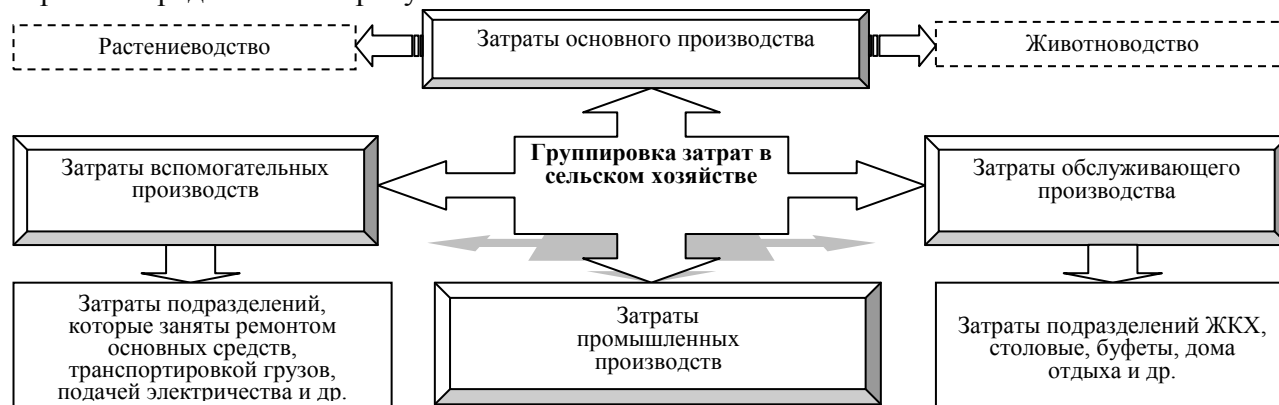 Растениеводство
Затраты основного производства
Животноводство
Затраты вспомогательных
производств
Группировка затрат в
сельском хозяйстве
Затраты обслуживающего
производства
Затраты подразделений,
которые заняты ремонтом
основных средств,
транспортировкой грузов,
подачей электричества и др.
Затраты
промышленных
производств
Затраты подразделений ЖКХ,
столовые, буфеты, дома
отдыха и др.